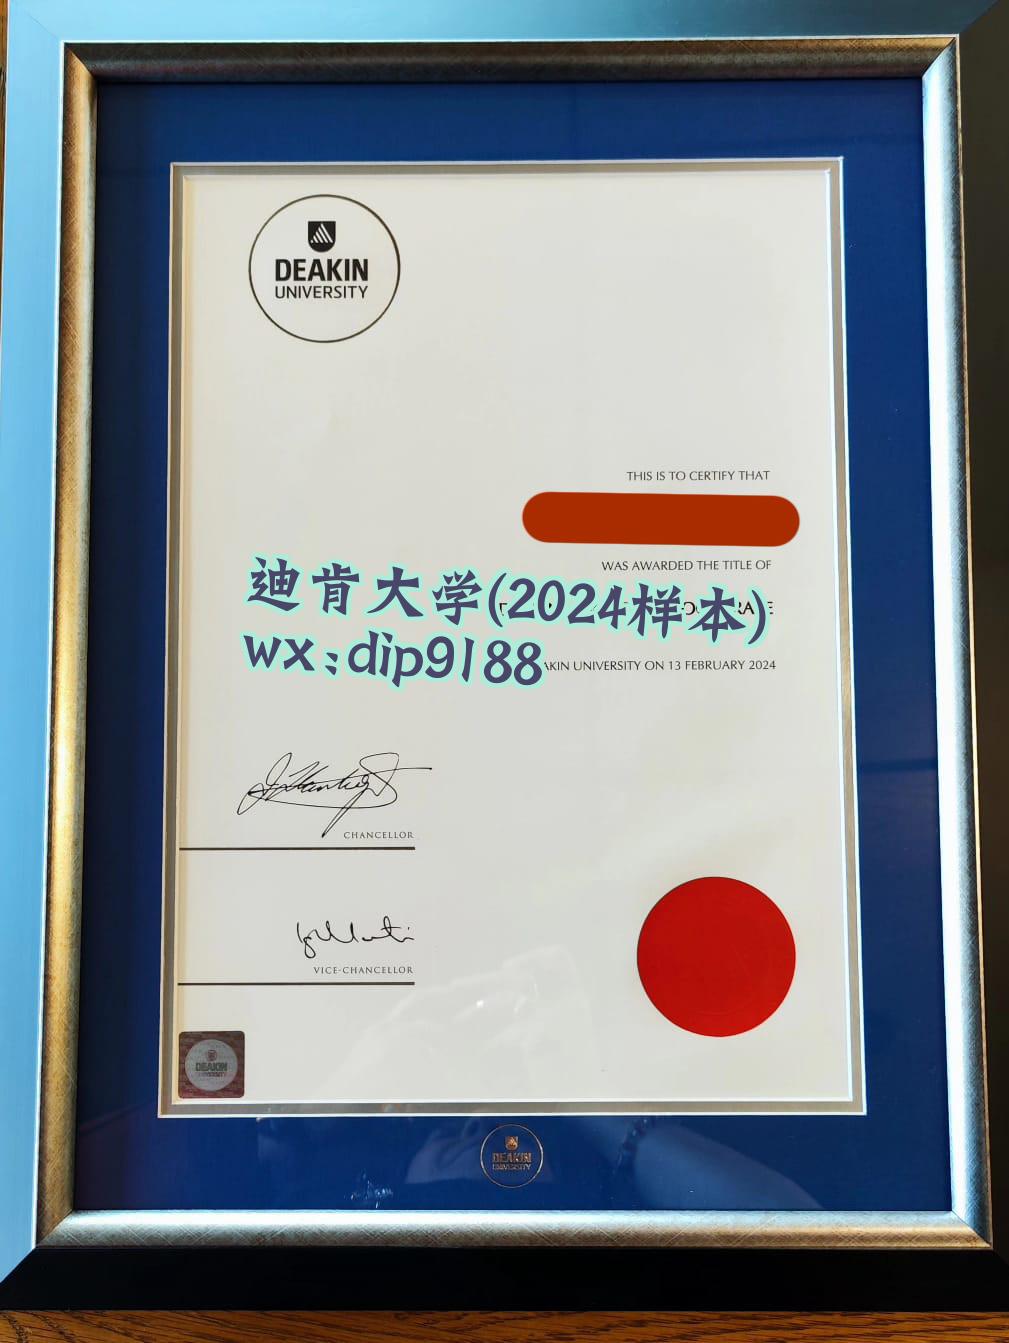 DEAKIN
UNIVERSITY
THIS IS TO CERTIFY THAT
WAS AWARDED THE TITLE OF
迪肯大学(2024样本)
wx:dip9188
AKIN UNIVERSITY ON 13 FEBRUARY 2024
CHANCELLOR
VICE-CHANCELLOR
DEAKIN
UNIVERSITY
DEAKIN
UNIVERSITY